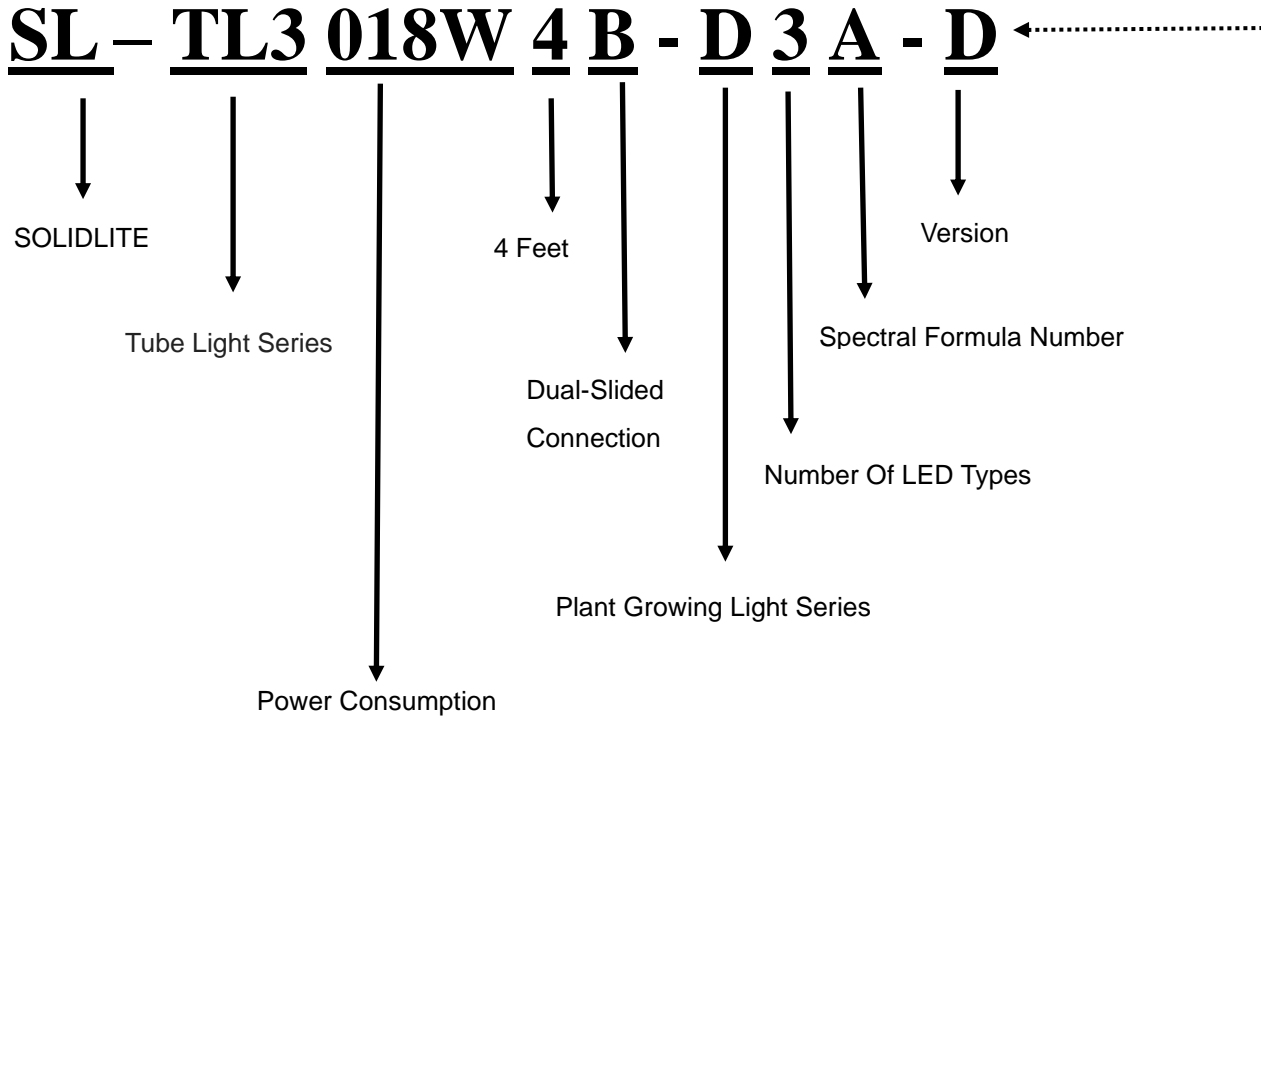 SL – TL3 018W 4 B - D 3 A - D
SOLIDLITE
4 Feet
Version
Tube Light Series
Spectral Formula Number
Dual-Slided
Connection
Number Of LED Types
Plant Growing Light Series
Power Consumption